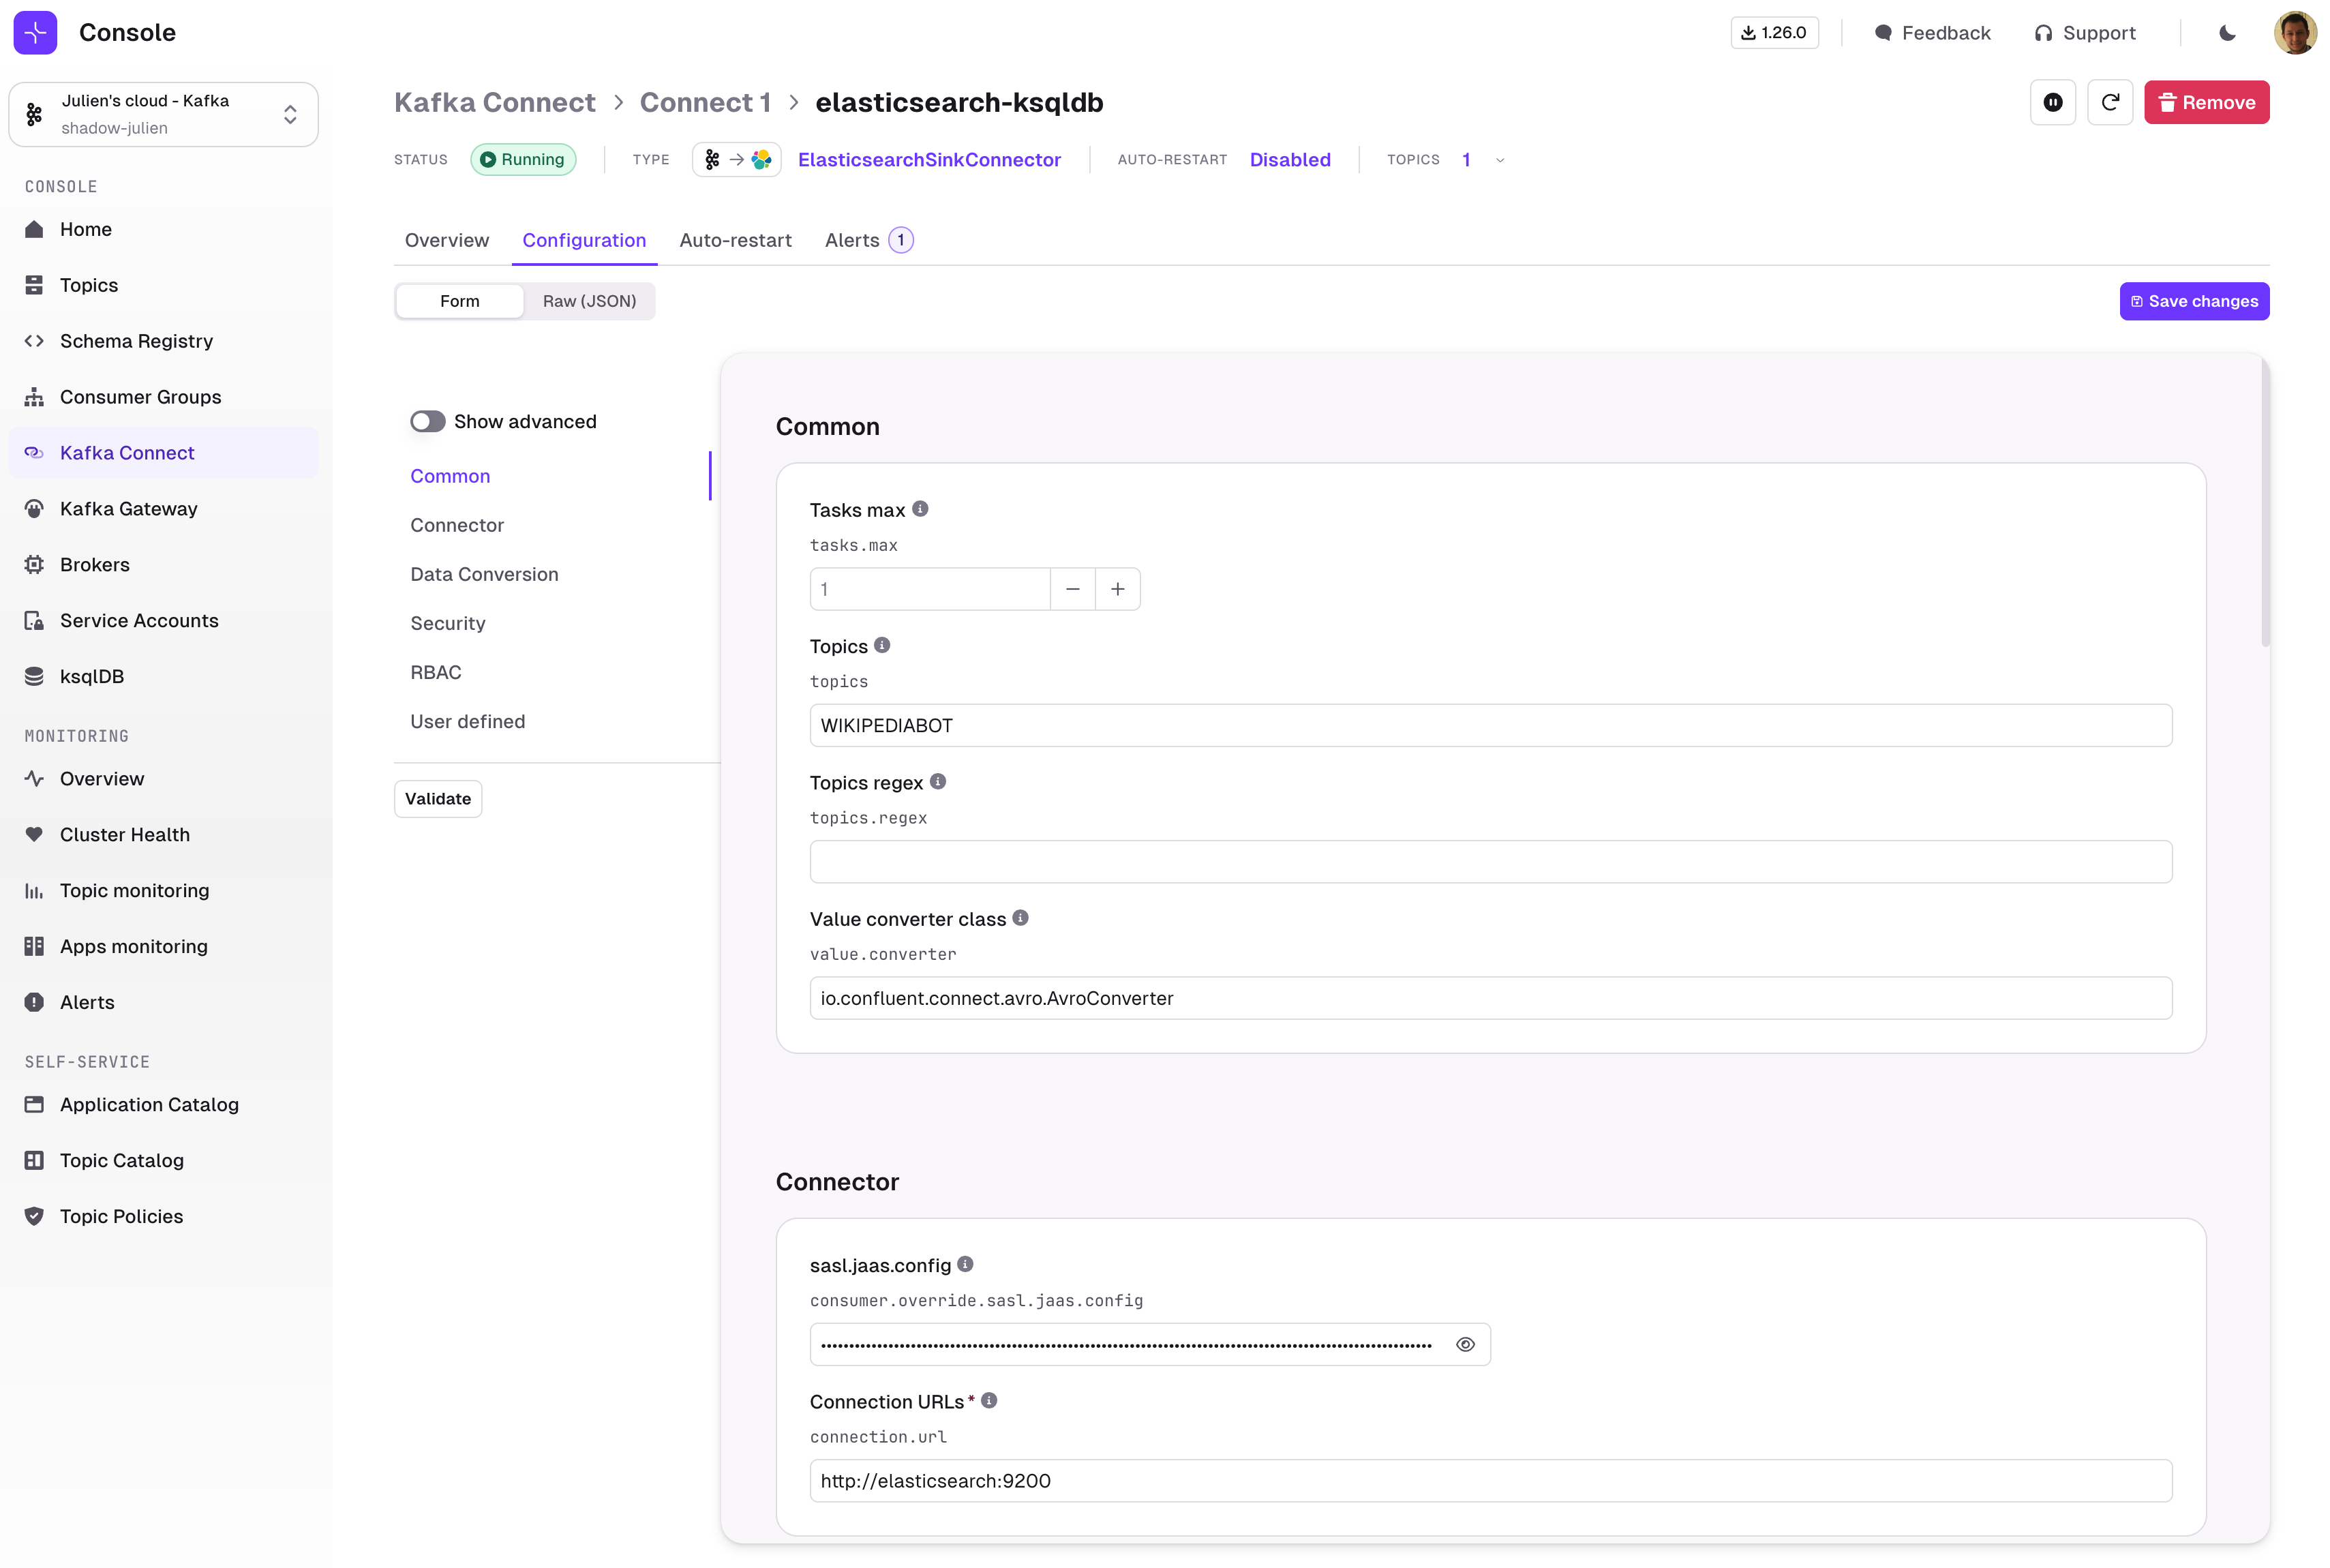 Console
1.26.0
Feedback
Support
Julien's cloud - Kafka
shadow-julien
CONSOLE
Home
Topics
Schema Registry
Consumer Groups
Kafka Connect
Kafka Gateway
Brokers
Service Accounts
ksqlDB
MONITORING
Overview
Cluster Health
Topic monitoring
Apps monitoring
Alerts
SELF-SERVICE
Application Catalog
Topic Catalog
Topic Policies
Kafka Connect > Connect 1 > elasticsearch-ksqldb
Remove
STATUS Running TYPE ElasticsearchSinkConnector AUTO-RESTART Disabled TOPICS 1
Overview Configuration Auto-restart Alerts 1
Form Raw (JSON)
Save changes
Show advanced
Common
Connector
Data Conversion
Security
RBAC
User defined
Validate
Common
Tasks max
tasks.max
1
Topics
topics
WIKIPEDIABOT
Topics regex
topics.regex
Value converter class
value.converter
io.confluent.connect.avro.AvroConverter
Connector
sasl.jaas.config
consumer.override.sasl.jaas.config
Connection URLs*
connection.url
http://elasticsearch:9200